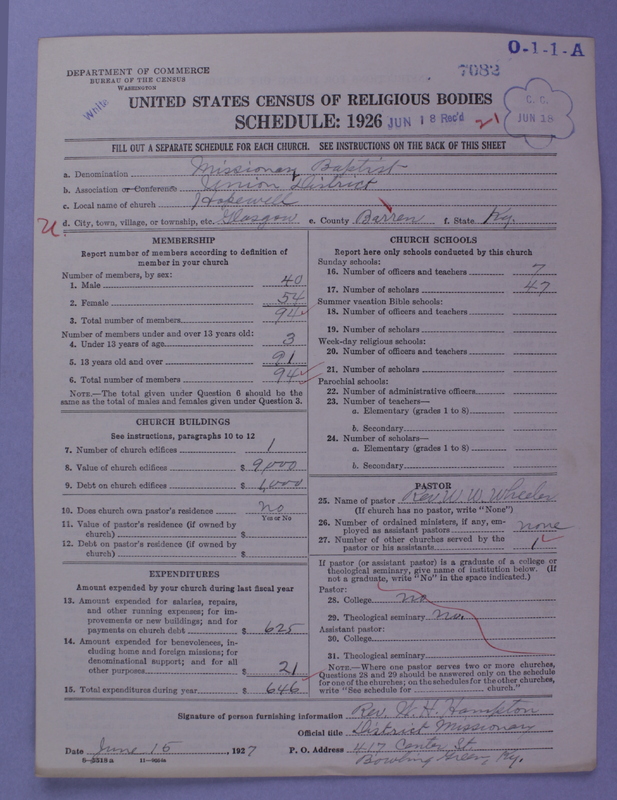 O-1-1-A
7082
DEPARTMENT OF COMMERCE
BUREAU OF THE CENSUS
WASHINGTON
Write
UNITED STATES CENSUS OF RELIGIOUS BODIES
SCHEDULE: 1926
JUN 18 Rec'd
21
C. C.
JUN 18
FILL OUT A SEPARATE SCHEDULE FOR EACH CHURCH. SEE INSTRUCTIONS ON THE BACK OF THIS SHEET
a. Denomination Missionary Baptist
b. Association or Conference Union District
c. Local name of church Hopewell
U. d. City, town, village, or township, etc. Glasgow e. County Barren f. State Ky.
MEMBERSHIP
Report number of members according to definition of
member in your church
Number of members, by sex:
1. Male 40
2. Female 54
3. Total number of members 94
Number of members under and over 13 years old:
4. Under 13 years of age 3
5. 13 years old and over 91
6. Total number of members 94
NOTE.—The total given under Question 6 should be the
same as the total of males and females given under Question 3.
CHURCH BUILDINGS
See instructions, paragraphs 10 to 12
7. Number of church edifices 1
8. Value of church edifices $ 9,000
9. Debt on church edifices $ 1,000
10. Does church own pastor's residence no
Yes or No
11. Value of pastor's residence (if owned by
church) $
12. Debt on pastor's residence (if owned by
church) $
EXPENDITURES
Amount expended by your church during last fiscal year
13. Amount expended for salaries, repairs,
and other running expenses; for im-
provements or new buildings; and for
payments on church debt $ 625
14. Amount expended for benevolences, in-
cluding home and foreign missions; for
denominational support; and for all
other purposes $ 21
15. Total expenditures during year $ 646
CHURCH SCHOOLS
Report here only schools conducted by this church
Sunday schools:
16. Number of officers and teachers 7
17. Number of scholars 47
Summer vacation Bible schools:
18. Number of officers and teachers
19. Number of scholars
Week-day religious schools:
20. Number of officers and teachers
21. Number of scholars
Parochial schools:
22. Number of administrative officers
23. Number of teachers—
a. Elementary (grades 1 to 8)
b. Secondary
24. Number of scholars—
a. Elementary (grades 1 to 8)
b. Secondary
PASTOR
25. Name of pastor Rev. W. W. Wheeler
(If church has no pastor, write "None")
26. Number of ordained ministers, if any, em-
ployed as assistant pastors none
27. Number of other churches served by the
pastor or his assistants 1
If pastor (or assistant pastor) is a graduate of a college or
theological seminary, give name of institution below. (If
not a graduate, write "No" in the space indicated.)
Pastor:
28. College no
29. Theological seminary no.
Assistant pastor:
30. College
31. Theological seminary
NOTE.—Where one pastor serves two or more churches,
Questions 28 and 29 should be answered only on the schedule
for one of the churches; on the schedules for the other churches,
write "See schedule for church."
Signature of person furnishing information Rev. W. H. Hampton
Official title District Missionary
Date June 15, 1927 P. O. Address 417 Center St.
Bowling Green, Ky.